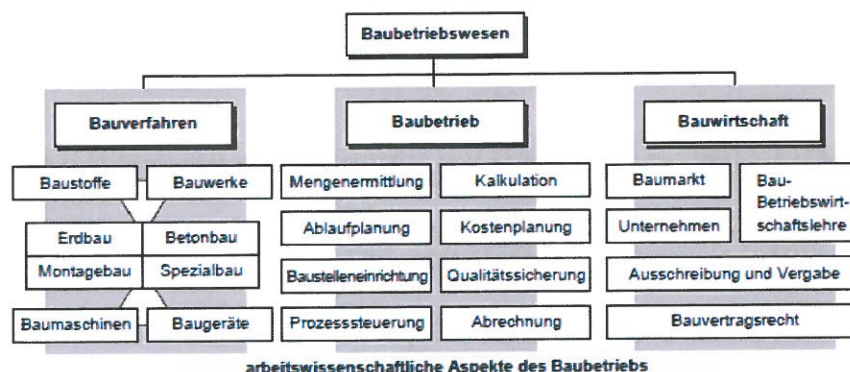 Baubetriebswesen
Bauverfahren
Baustoffe
Bauwerke
Erdbau
Betonbau
Montagebau
Spezialbau
Baumaschinen
Baugeräte
Baubetrieb
Mengenermittlung
Kalkulation
Ablaufplanung
Kostenplanung
Baustelleneinrichtung
Qualitätssicherung
Prozesssteuerung
Abrechnung
Bauwirtschaft
Baumarkt
Unternehmen
Bau-
Betriebswirt-
schaftslehre
Ausschreibung und Vergabe
Bauvertragsrecht
arbeitswissenschaftliche Aspekte des Baubetriebs